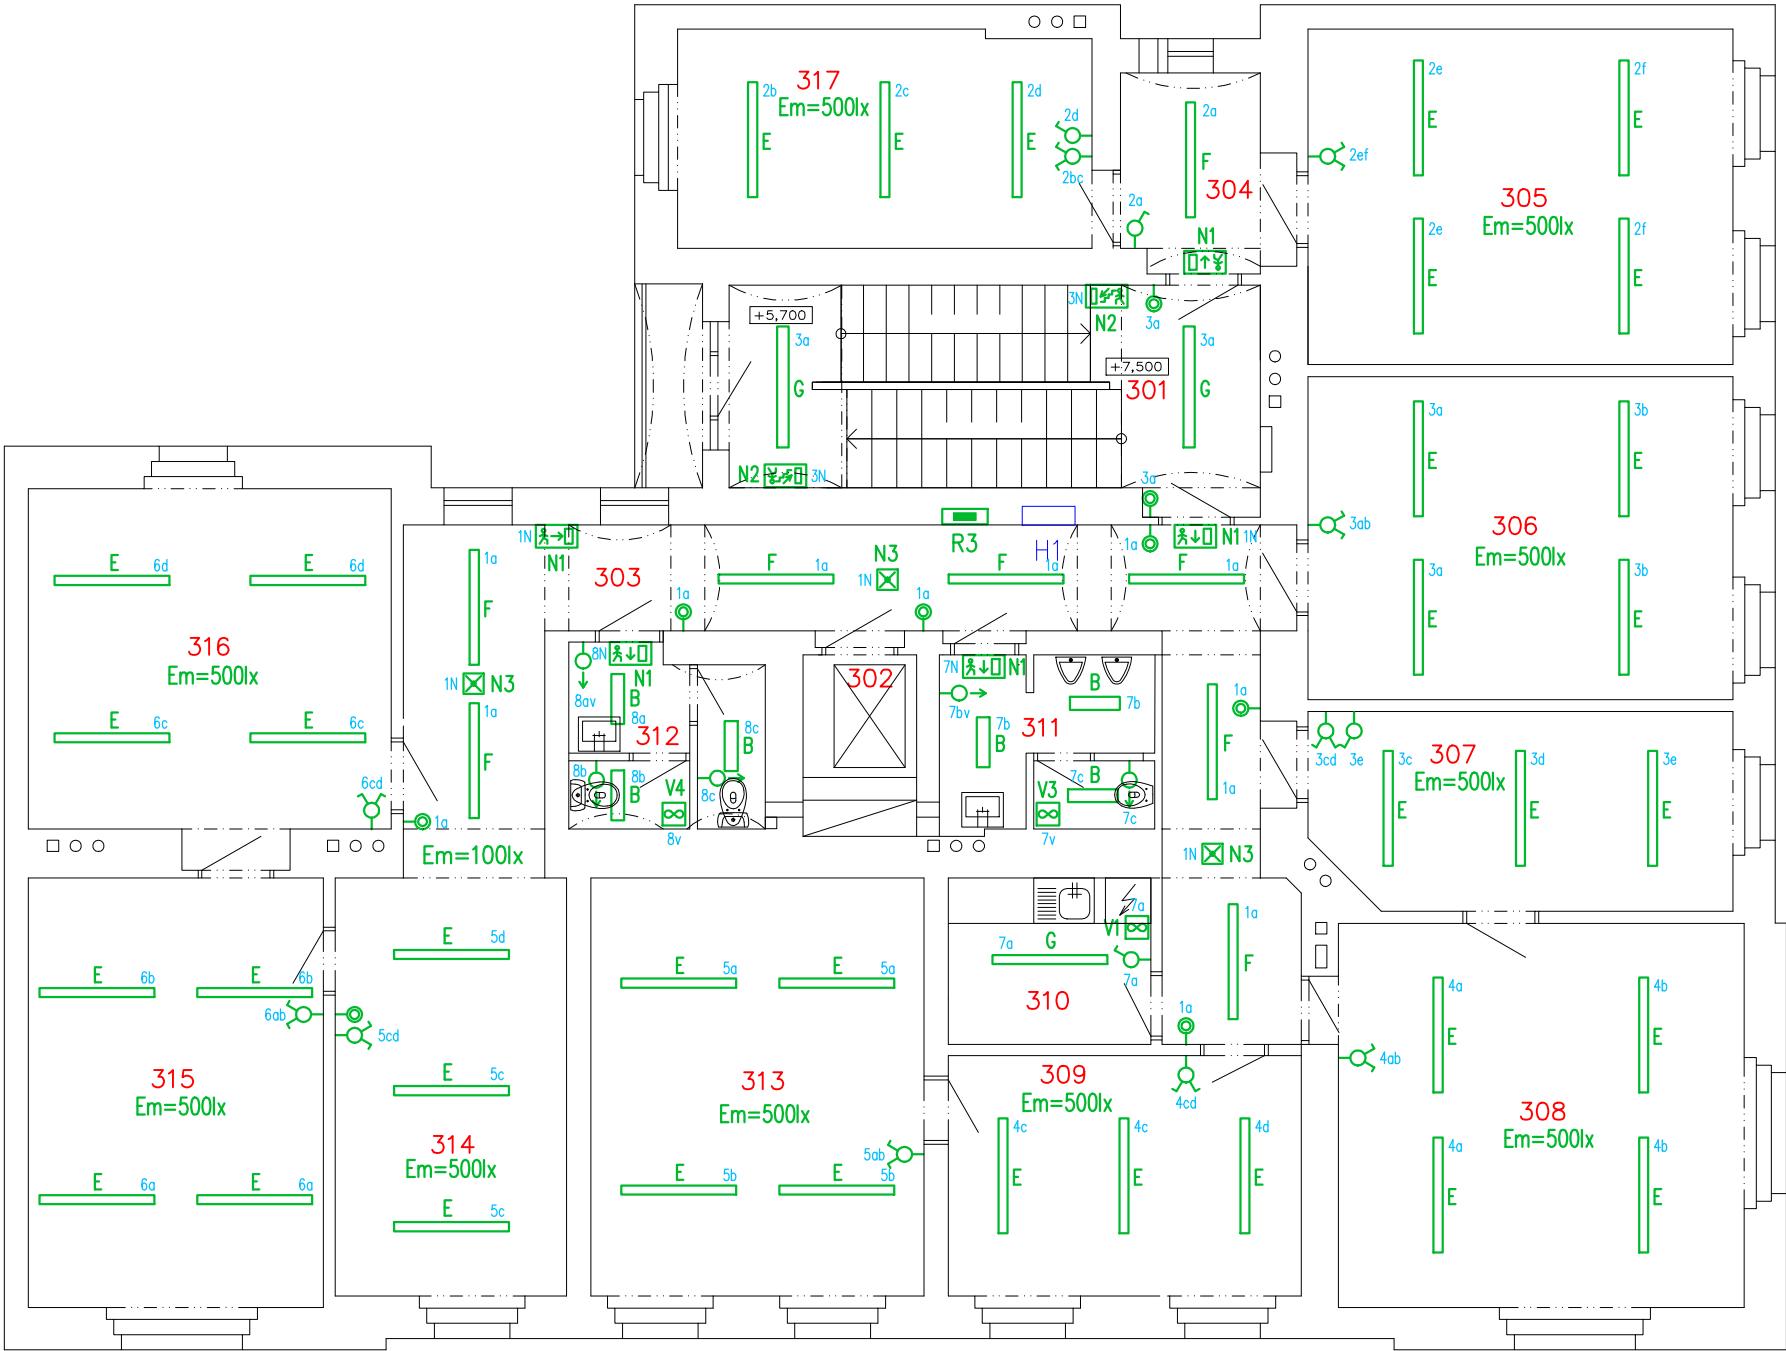 317
Em=500lx
2b
E
2c
E
2d
E
2d
2bc
2a
F
304
2a
N1
2e
E
2f
E
2ef
305
Em=500lx
2e
E
2f
E
+5,700
3a
G
N2
3N
3N
N2
3a
3a
+7,500
301
G
3a
3a
E
3b
E
3ab
306
Em=500lx
3a
E
3b
E
E
6d
E
6d
316
Em=500lx
E
6c
E
6c
6cd
1a
F
1N
N3
1a
F
1a
Em=100lx
1N
N1
303
1a
F
1a
N3
1N
1a
R3
H1
F
1a
1a
N1
1N
F
1a
8N
N1
8av
B
8a
312
8c
B
8b
8b
B
V4
8v
8c
302
7N
N1
7bv
7b
B
311
B
7b
7c
B
V3
7v
7c
1a
F
1a
1N
N3
3cd
3e
307
Em=500lx
3c
E
3d
E
3e
E
E
6b
E
6b
6ab
315
Em=500lx
E
6a
E
6a
E
5d
5cd
E
5c
314
Em=500lx
E
5c
E
5a
E
5a
313
Em=500lx
5ab
E
5b
E
5b
7a
V1
7a
G
7a
310
1a
F
1a
309
Em=500lx
4cd
4c
E
4c
E
4d
E
4a
E
4b
E
4ab
308
Em=500lx
4a
E
4b
E